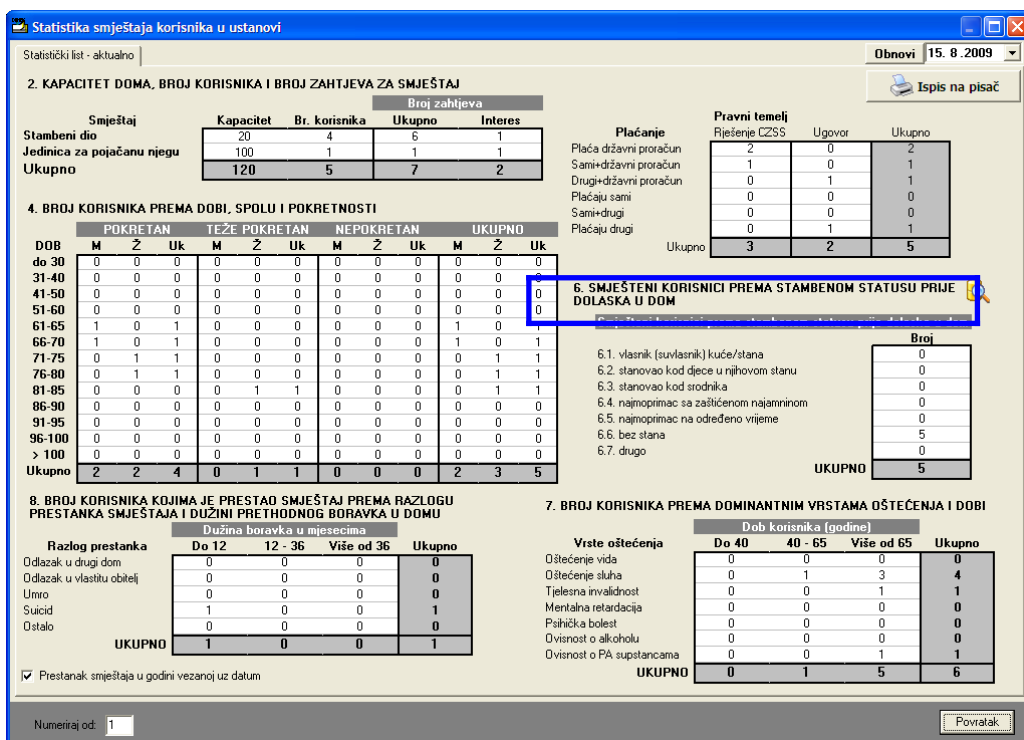 Statistika smještaja korisnika u ustanovi
Statistički list - aktualno
Obnovi 15. 8.2009
Ispis na pisač
2. KAPACITET DOMA, BROJ KORISNIKA I BROJ ZAHTJEVA ZA SMJEŠTAJ
Broj zahtjeva
Smještaj Kapacitet Br. korisnika Ukupno Interes
Stambeni dio 20 4 6 1
Jedinica za pojačanu njegu 100 1 1 1
Ukupno 120 5 7 2
Pravni temelj
Plaćanje Rješenje CZSS Ugovor Ukupno
Plaća državni proračun 2 0 2
Sami+državni proračun 1 0 1
Drugi+državni proračun 0 1 1
Plaćaju sami 0 0 0
Sami+drugi 0 0 0
Plaćaju drugi 0 1 1
Ukupno 3 2 5
4. BROJ KORISNIKA PREMA DOBI, SPOLU I POKRETNOSTI
POKRETAN TEŽE POKRETAN NEPOKRETAN UKUPNO
DOB M Ž Uk M Ž Uk M Ž Uk M Ž Uk
do 30 0 0 0 0 0 0 0 0 0 0 0 0
31-40 0 0 0 0 0 0 0 0 0 0 0 0
41-50 0 0 0 0 0 0 0 0 0 0 0 0
51-60 0 0 0 0 0 0 0 0 0 0 0 0
61-65 1 0 1 0 0 0 0 0 0 1 0 1
66-70 1 0 1 0 0 0 0 0 0 1 0 1
71-75 0 1 1 0 0 0 0 0 0 0 1 1
76-80 0 1 1 0 0 0 0 0 0 0 1 1
81-85 0 0 0 0 1 1 0 0 0 0 1 1
86-90 0 0 0 0 0 0 0 0 0 0 0 0
91-95 0 0 0 0 0 0 0 0 0 0 0 0
96-100 0 0 0 0 0 0 0 0 0 0 0 0
> 100 0 0 0 0 0 0 0 0 0 0 0 0
Ukupno 2 2 4 0 1 1 0 0 0 2 3 5
6. SMJEŠTENI KORISNICI PREMA STAMBENOM STATUSU PRIJE
DOLASKA U DOM
Broj
6.1. vlasnik (suvlasnik) kuće/stana 0
6.2. stanovao kod djece u njihovom stanu 0
6.3. stanovao kod srodnika 0
6.4. najmoprimac sa zaštićenom najamninom 0
6.5. najmoprimac na određeno vrijeme 0
6.6. bez stana 5
6.7. drugo 0
UKUPNO 5
8. BROJ KORISNIKA KOJIMA JE PRESTAO SMJEŠTAJ PREMA RAZLOGU
PRESTANKA SMJEŠTAJA I DUŽINI PRETHODNOG BORAVKA U DOMU
Dužina boravka u mjesecima
Razlog prestanka Do 12 12 - 36 Više od 36 Ukupno
Odlazak u drugi dom 0 0 0 0
Odlazak u vlastitu obitelj 0 0 0 0
Umro 0 0 0 0
Suicid 1 0 0 1
Ostalo 0 0 0 0
UKUPNO 1 0 0 1
7. BROJ KORISNIKA PREMA DOMINANTNIM VRSTAMA OŠTEĆENJA I DOBI
Dob korisnika (godine)
Vrste oštećenja Do 40 40 - 65 Više od 65 Ukupno
Oštećenje vida 0 0 0 0
Oštećenje sluha 0 1 3 4
Tjelesna invalidnost 0 0 1 1
Mentalna retardacija 0 0 0 0
Psihička bolest 0 0 0 0
Ovisnost o alkoholu 0 0 0 0
Ovisnost o PA supstancama 0 0 1 1
UKUPNO 0 1 5 6
Prestanak smještaja u godini vezanoj uz datum
Numeriraj od: 1
Povratak